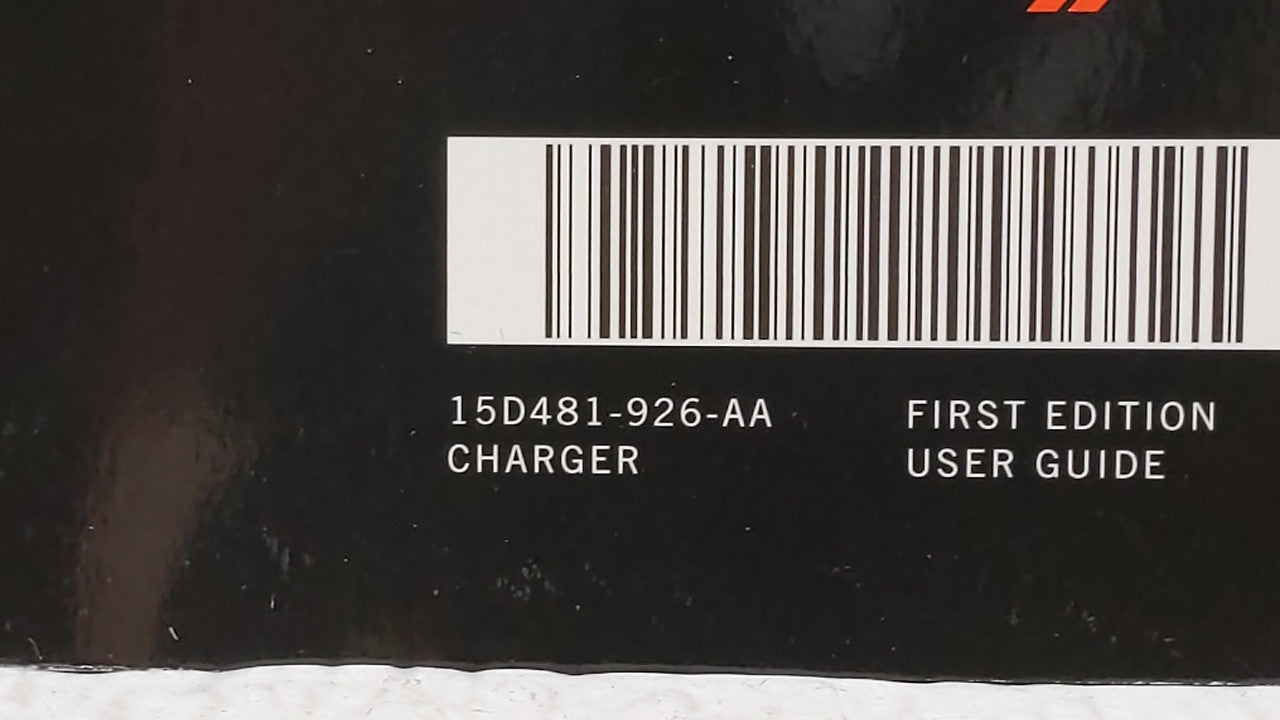 15D481-926-AA
CHARGER
FIRST EDITION
USER GUIDE